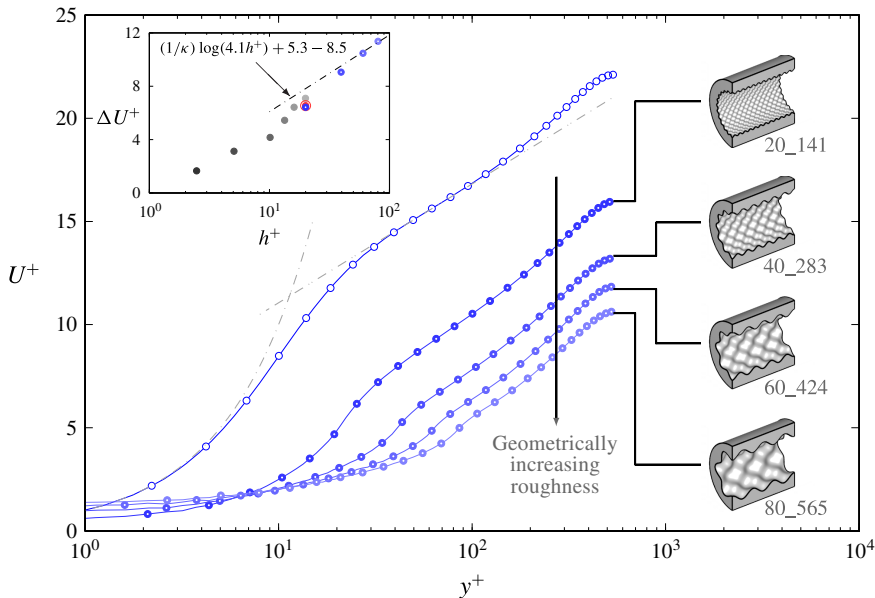 25
20
15
10
5
0
U⁺
10⁰
10¹
10²
10³
10⁴
y⁺
12
8
4
0
ΔU⁺
10⁰
10¹
10²
h⁺
(1/κ) log(4.1h⁺) + 5.3 − 8.5
20_141
40_283
60_424
80_565
Geometrically
increasing
roughness